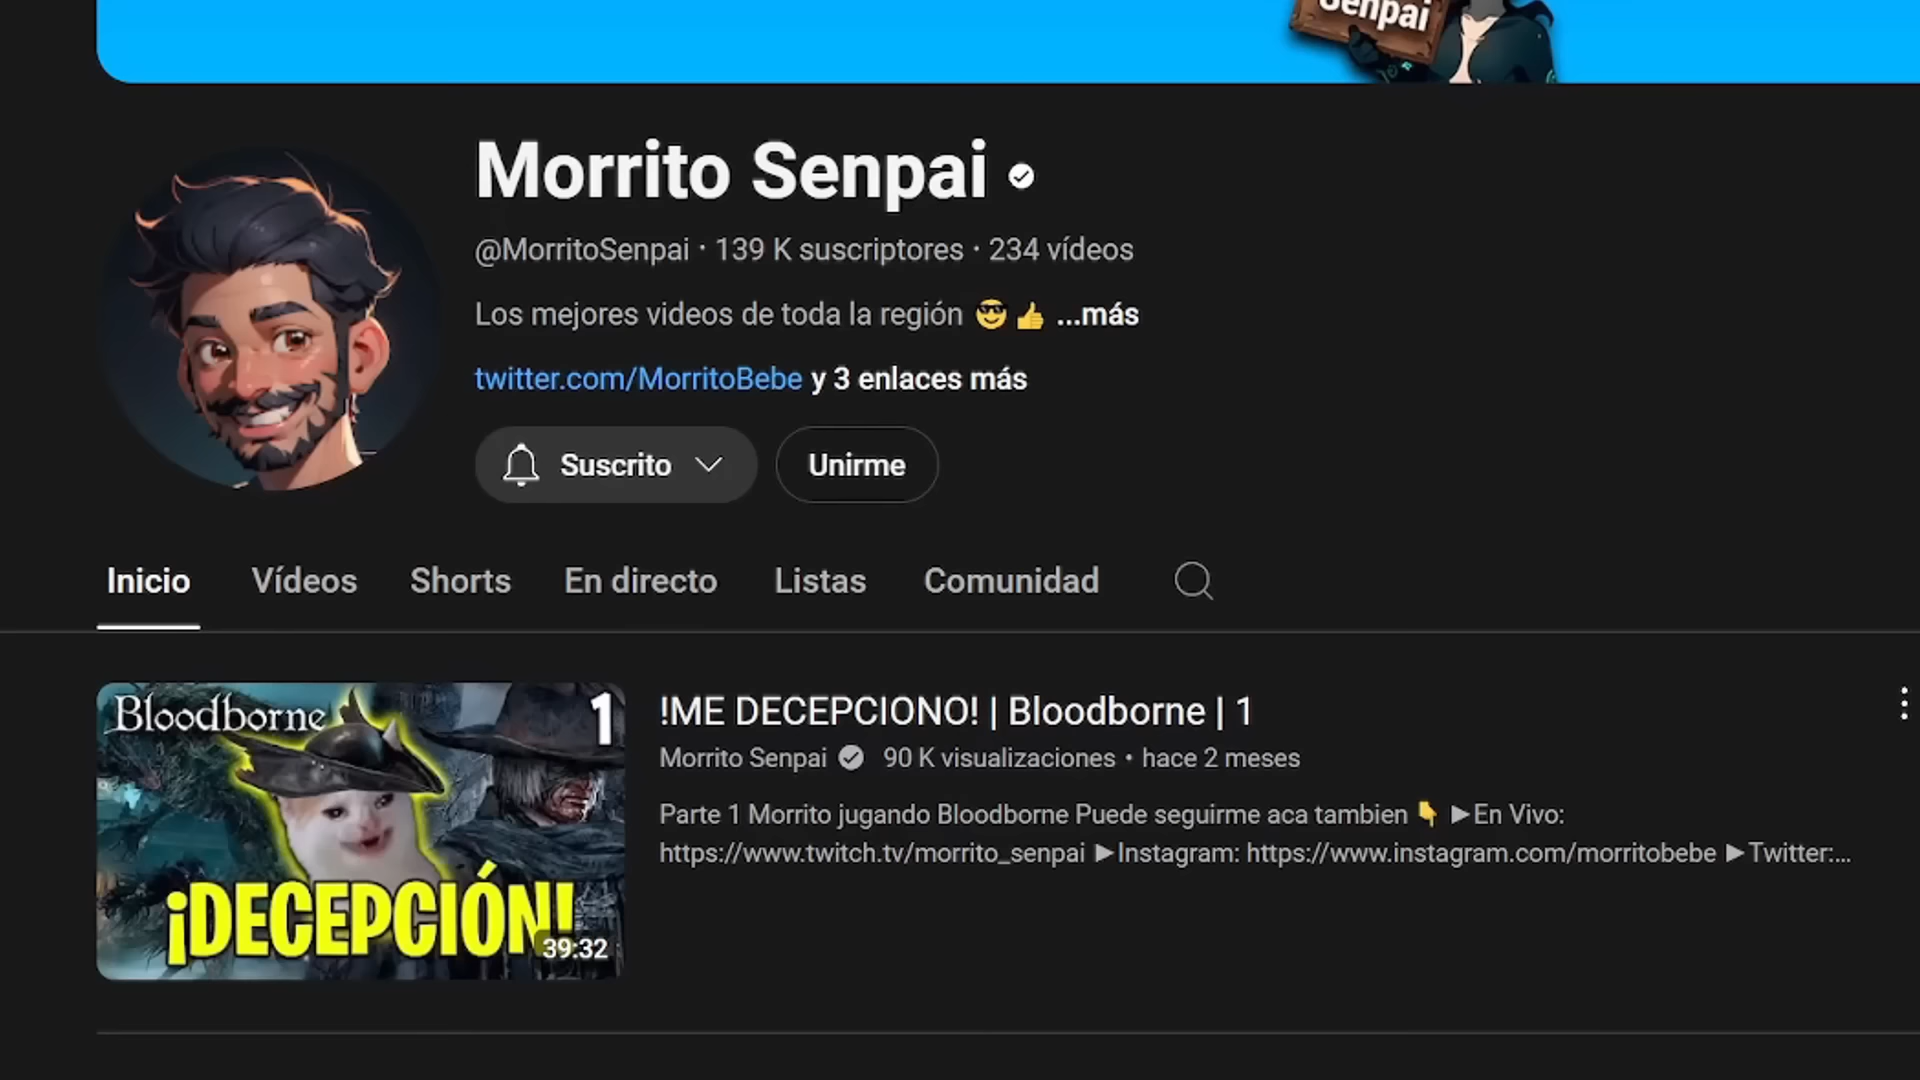 Senpai
Morrito Senpai
@MorritoSenpai · 139 K suscriptores · 234 vídeos
Los mejores videos de toda la región 😎👍 ...más
twitter.com/MorritoBebe y 3 enlaces más
Suscrito
Unirme
Inicio Vídeos Shorts En directo Listas Comunidad
Bloodborne 1
¡DECEPCIÓN!
39:32
!ME DECEPCIONO! | Bloodborne | 1
Morrito Senpai 90 K visualizaciones • hace 2 meses
Parte 1 Morrito jugando Bloodborne Puede seguirme aca tambien 👇 ►En Vivo:
https://www.twitch.tv/morrito_senpai ►Instagram: https://www.instagram.com/morritobebe ►Twitter:...